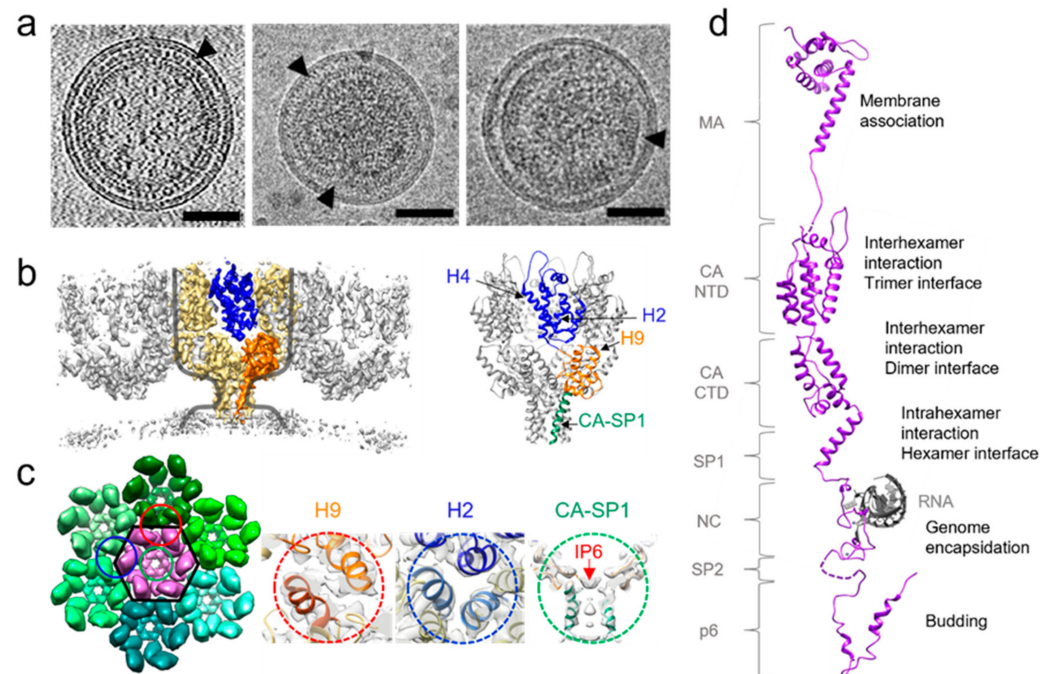 a
b
H4
H2
H9
CA-SP1
c
H9
H2
CA-SP1
IP6
d
MA
Membrane
association
CA
NTD
Interhexamer
interaction
Trimer interface
CA
CTD
Interhexamer
interaction
Dimer interface
SP1
Intrahexamer
interaction
Hexamer interface
NC
RNA
Genome
encapsidation
SP2
p6
Budding